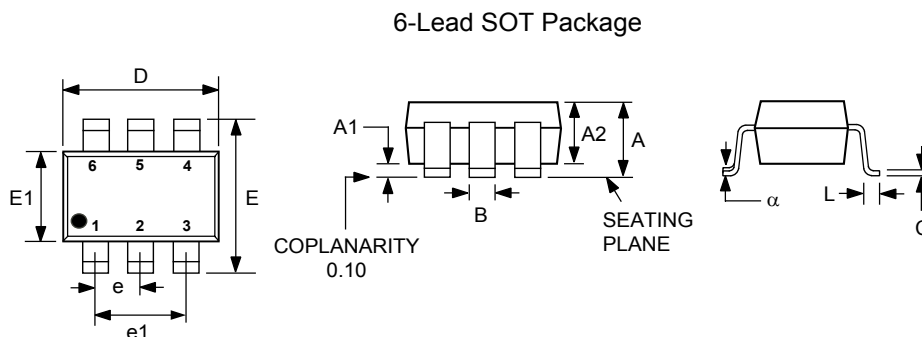 6-Lead SOT Package
D
6 5 4
E1
E
1 2 3
e
e1
A1
A2
A
B
COPLANARITY
0.10
SEATING
PLANE
α
L